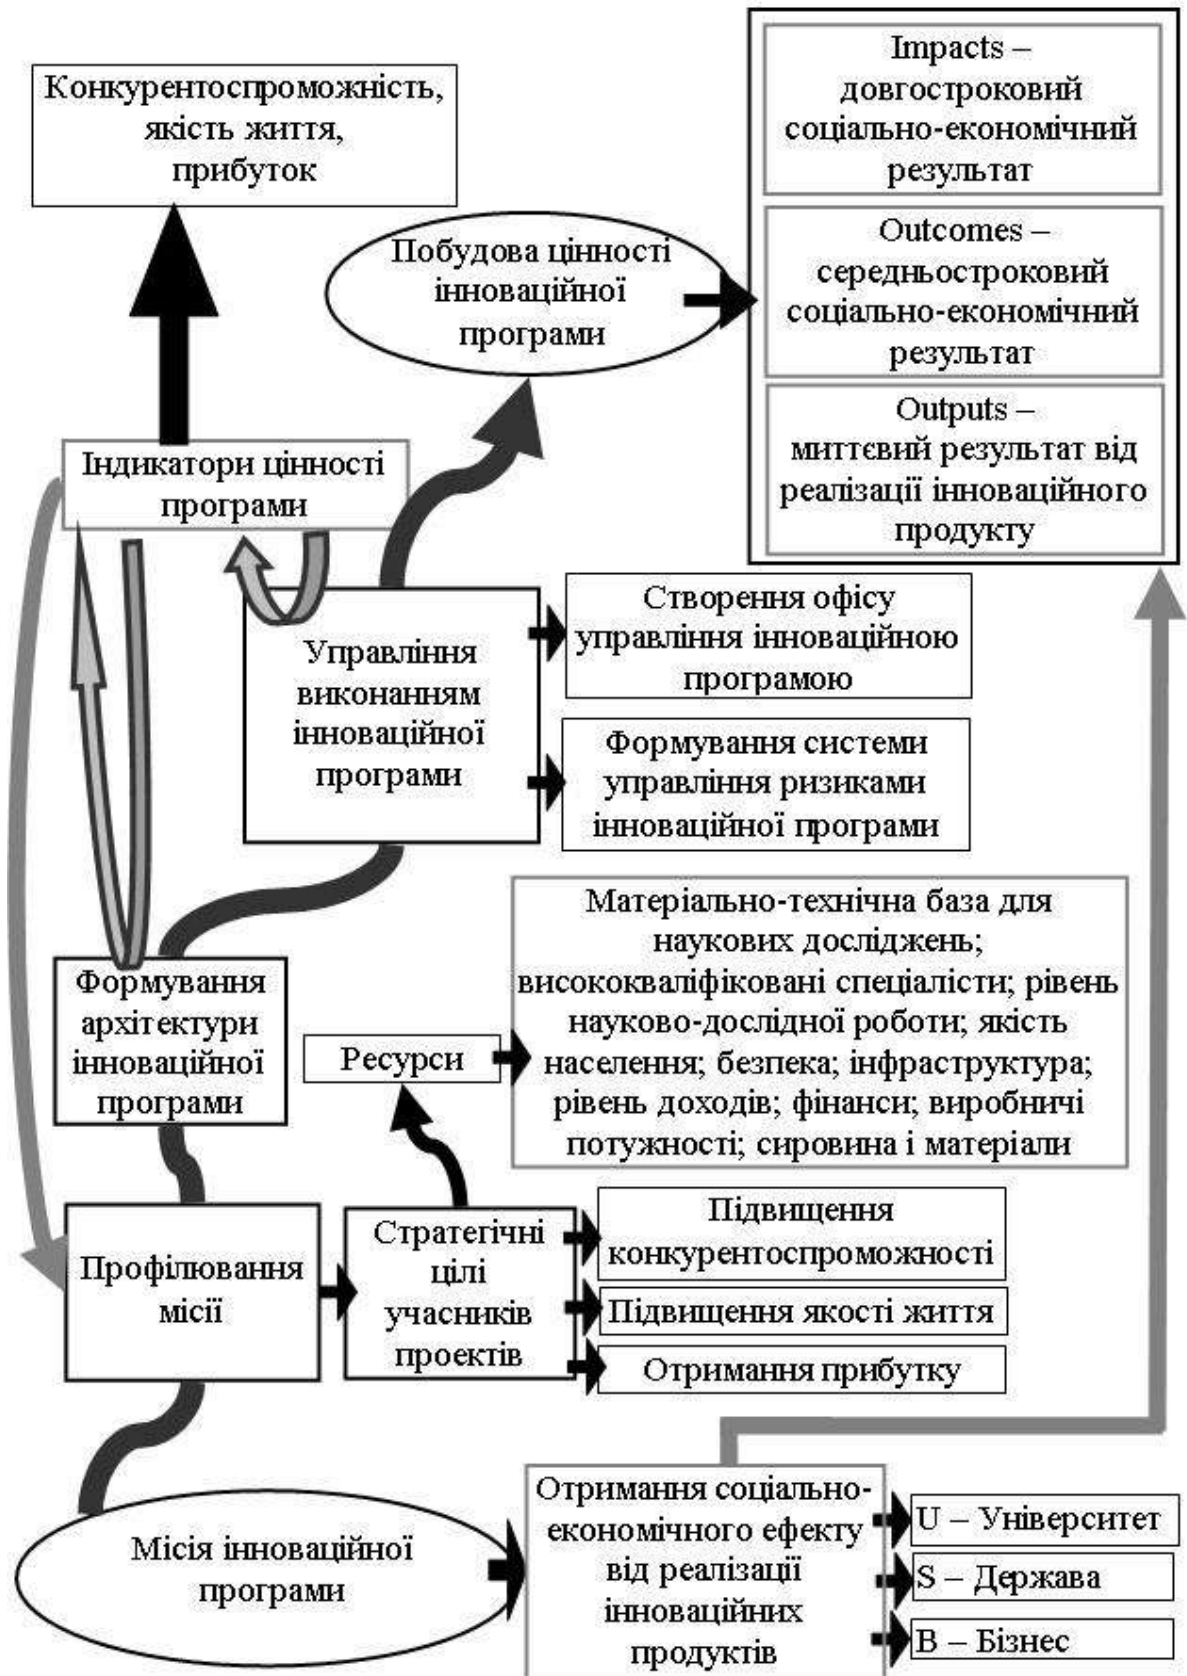 Impacts –
довгостроковий
соціально-економічний
результат
Конкурентоспроможність,
якість життя,
прибуток
Outcomes –
середньостроковий
соціально-економічний
результат
Побудова цінності
інноваційної
програми
Outputs –
миттєвий результат від
реалізації інноваційного
продукту
Індикатори цінності
програми
Створення офісу
управління інноваційною
програмою
Управління
виконанням
інноваційної
програми
Формування системи
управління ризиками
інноваційної програми
Матеріально-технічна база для
наукових досліджень;
висококваліфіковані спеціалісти; рівень
науково-дослідної роботи; якість
населення; безпека; інфраструктура;
рівень доходів; фінанси; виробничі
потужності; сировина і матеріали
Формування
архітектури
інноваційної
програми
Ресурси
Підвищення
конкурентоспроможності
Стратегічні
цілі
учасників
проектів
Профілювання
місії
Підвищення якості життя
Отримання прибутку
Отримання соціально-
економічного ефекту
від реалізації
інноваційних
продуктів
U – Університет
Місія інноваційної
програми
S – Держава
B – Бізнес